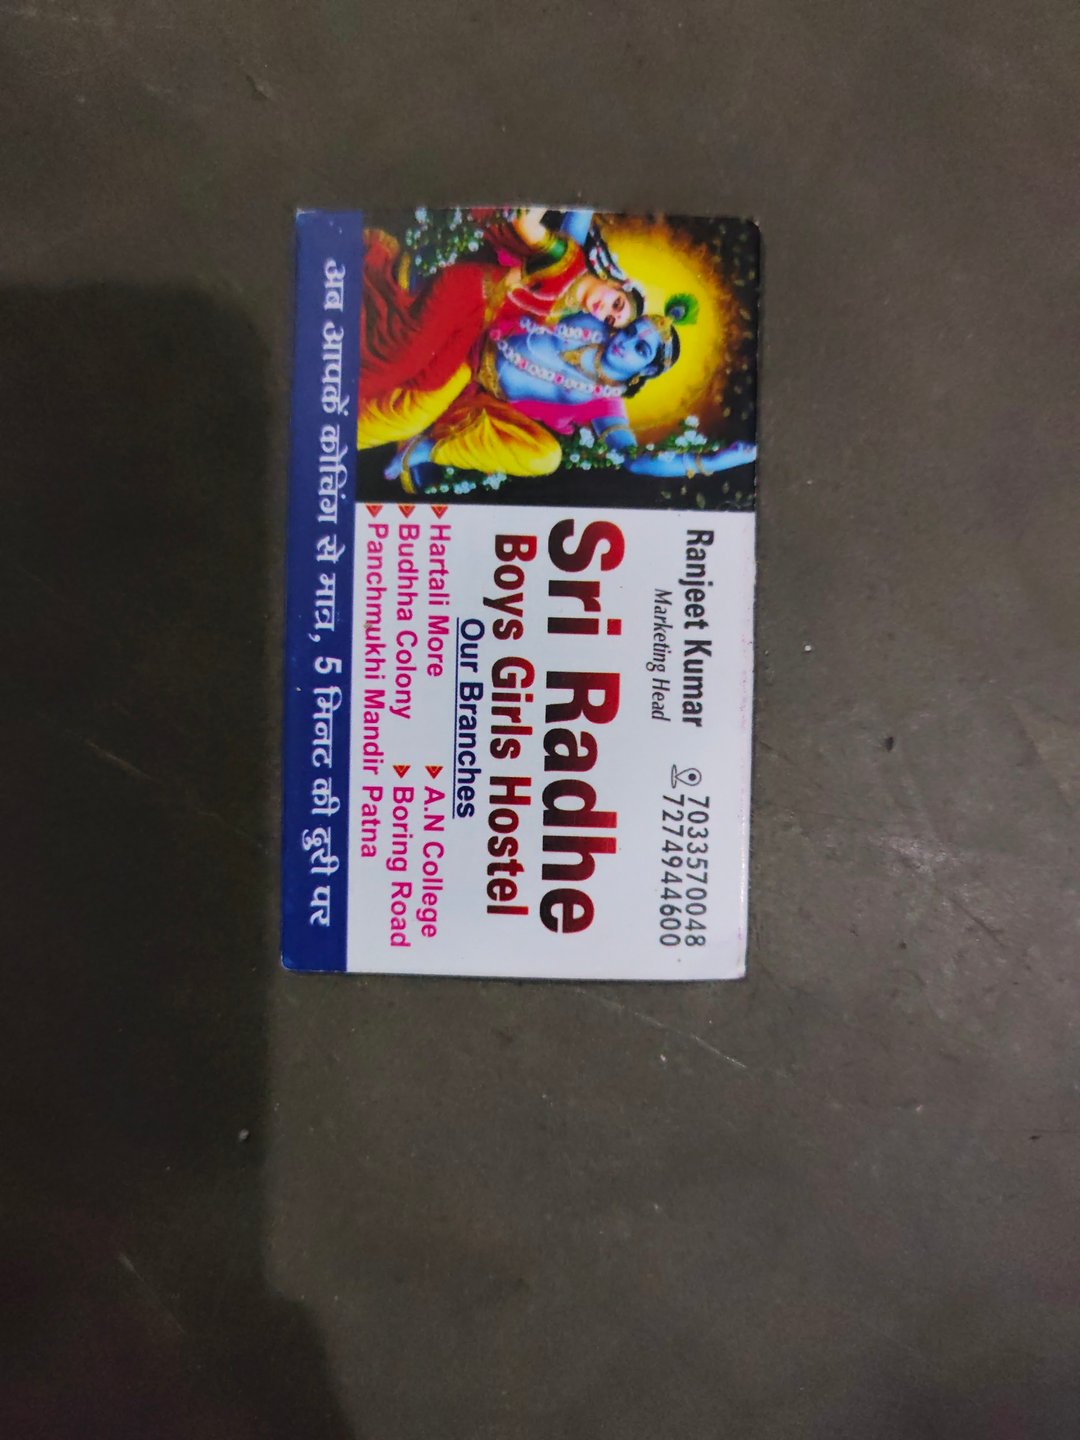 Ranjeet Kumar
Marketing Head
7033570048
7274944600
Sri Radhe
Boys Girls Hostel
Our Branches
Hartali More
A.N College
Budhha Colony
Boring Road
Panchmukhi Mandir Patna
अब आपकें कोचिंग से मात्र, 5 मिनट की दुरी पर